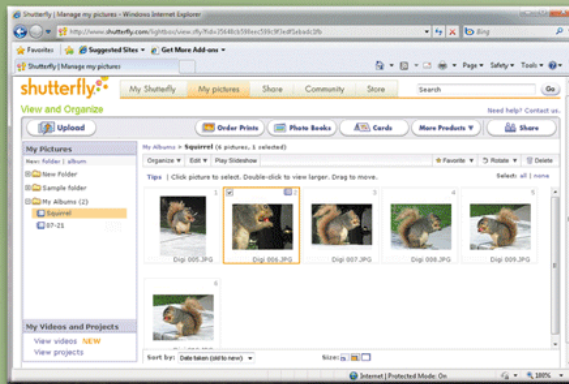 Shutterfly | Manage my pictures - Windows Internet Explorer
Bing
Favorites Suggested Sites Get More Add-ons
Shutterfly | Manage my pictures
Page Safety Tools
shutterfly
My Shutterfly My pictures Share Community Store Search Go
View and Organize
Need help? Contact us.
Upload Order Prints Photo Books Cards More Products Share
My Pictures
My Albums > Squirrel (6 pictures, 1 selected)
New: folder | album
Organize Edit Play Slideshow Favorite Rotate Delete
New Folder
Tips | Click picture to select. Double-click to view larger. Drag to move. Select: all | none
Sample folder
My Albums (2)
Squirrel
07-21
1 2 3 4 5
Digi 005.JPG Digi 006.JPG Digi 007.JPG Digi 008.JPG Digi 009.JPG
6
My Videos and Projects
View videos NEW
View projects
Sort by: Date taken (old to new) Size:
Internet | Protected Mode: On 100%